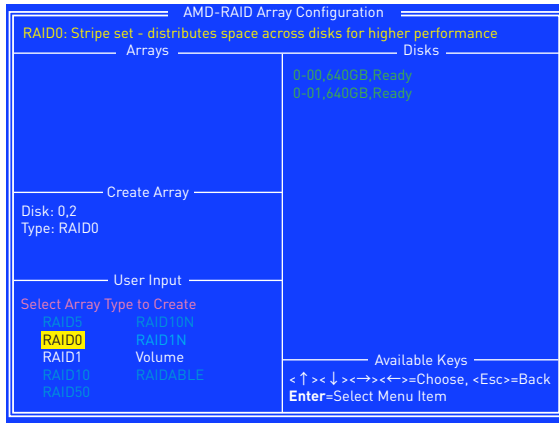 AMD-RAID Array Configuration
RAID0: Stripe set - distributes space across disks for higher performance
Arrays
Disks
0-00,640GB,Ready
0-01,640GB,Ready
Create Array
Disk: 0,2
Type: RAID0
User Input
Select Array Type to Create
RAID5 RAID10N
RAID0 RAID1N
RAID1 Volume
RAID10 RAIDABLE
RAID50
Available Keys
<↑><↓><→><←>=Choose, <Esc>=Back
Enter=Select Menu Item